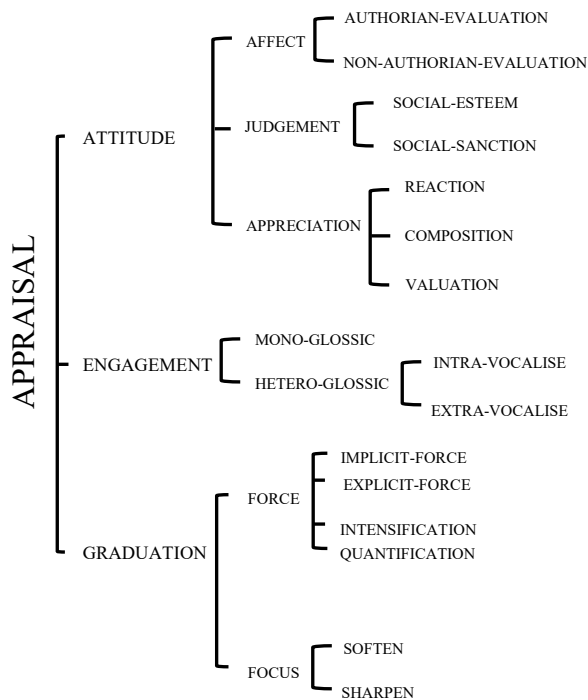 APPRAISAL
ATTITUDE
AFFECT
AUTHORIAN-EVALUATION
NON-AUTHORIAN-EVALUATION
JUDGEMENT
SOCIAL-ESTEEM
SOCIAL-SANCTION
APPRECIATION
REACTION
COMPOSITION
VALUATION
ENGAGEMENT
MONO-GLOSSIC
HETERO-GLOSSIC
INTRA-VOCALISE
EXTRA-VOCALISE
GRADUATION
FORCE
IMPLICIT-FORCE
EXPLICIT-FORCE
INTENSIFICATION
QUANTIFICATION
FOCUS
SOFTEN
SHARPEN